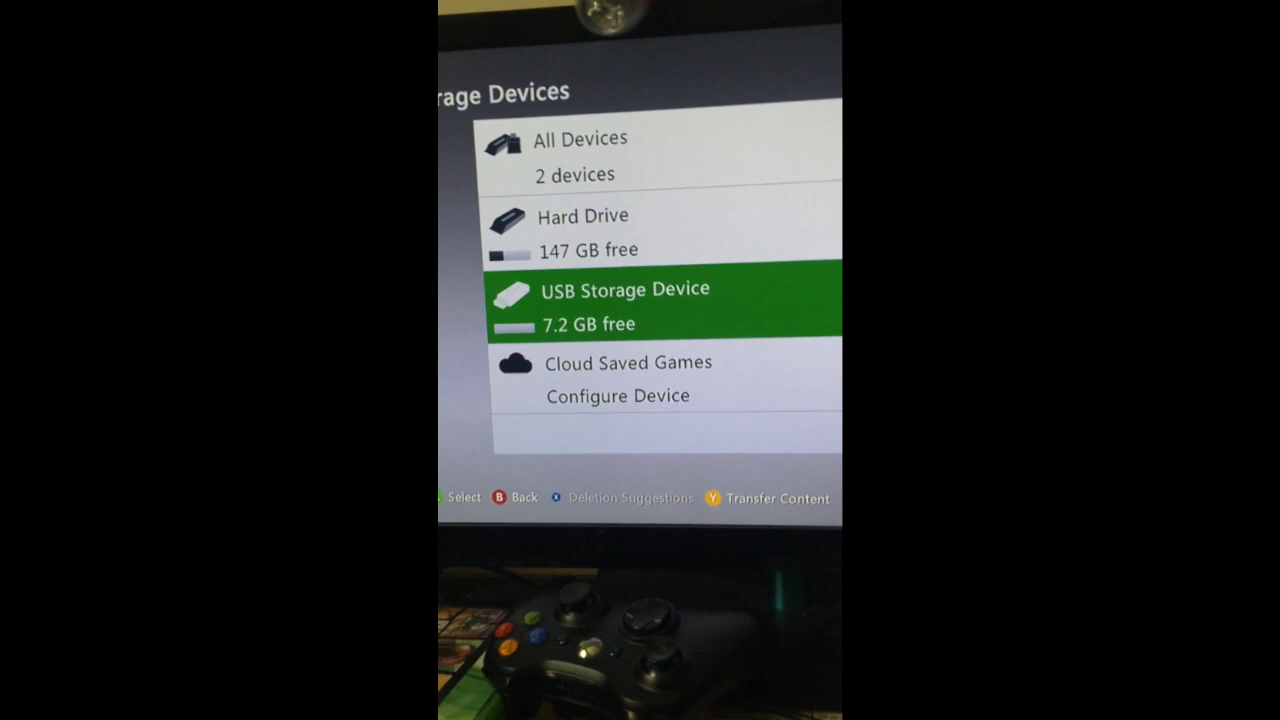 rage Devices
All Devices
2 devices
Hard Drive
147 GB free
USB Storage Device
7.2 GB free
Cloud Saved Games
Configure Device
Select B Back X Deletion Suggestions Y Transfer Content